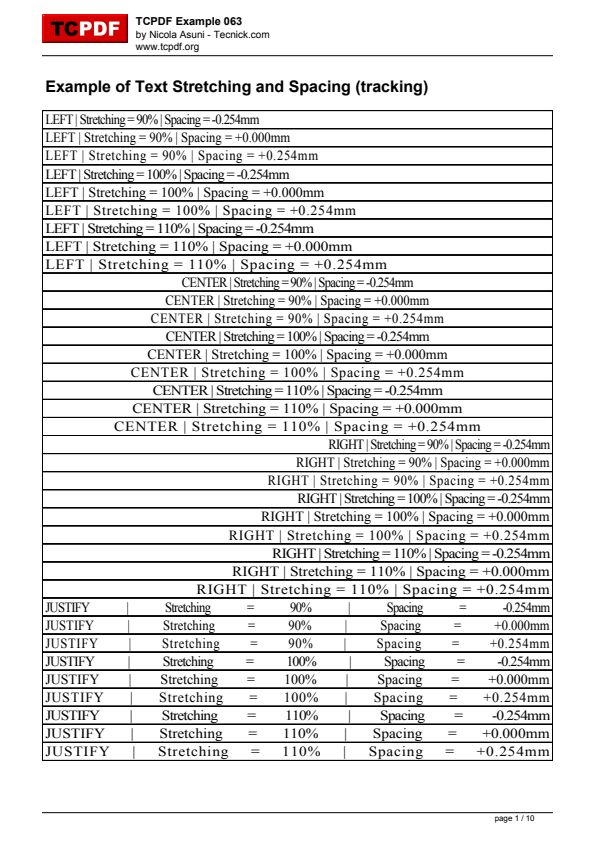 TCPDF
TCPDF Example 063
by Nicola Asuni - Tecnick.com
www.tcpdf.org
Example of Text Stretching and Spacing (tracking)
LEFT | Stretching = 90% | Spacing = -0.254mm
LEFT | Stretching = 90% | Spacing = +0.000mm
LEFT | Stretching = 90% | Spacing = +0.254mm
LEFT | Stretching = 100% | Spacing = -0.254mm
LEFT | Stretching = 100% | Spacing = +0.000mm
LEFT | Stretching = 100% | Spacing = +0.254mm
LEFT | Stretching = 110% | Spacing = -0.254mm
LEFT | Stretching = 110% | Spacing = +0.000mm
LEFT | Stretching = 110% | Spacing = +0.254mm
CENTER | Stretching = 90% | Spacing = -0.254mm
CENTER | Stretching = 90% | Spacing = +0.000mm
CENTER | Stretching = 90% | Spacing = +0.254mm
CENTER | Stretching = 100% | Spacing = -0.254mm
CENTER | Stretching = 100% | Spacing = +0.000mm
CENTER | Stretching = 100% | Spacing = +0.254mm
CENTER | Stretching = 110% | Spacing = -0.254mm
CENTER | Stretching = 110% | Spacing = +0.000mm
CENTER | Stretching = 110% | Spacing = +0.254mm
RIGHT | Stretching = 90% | Spacing = -0.254mm
RIGHT | Stretching = 90% | Spacing = +0.000mm
RIGHT | Stretching = 90% | Spacing = +0.254mm
RIGHT | Stretching = 100% | Spacing = -0.254mm
RIGHT | Stretching = 100% | Spacing = +0.000mm
RIGHT | Stretching = 100% | Spacing = +0.254mm
RIGHT | Stretching = 110% | Spacing = -0.254mm
RIGHT | Stretching = 110% | Spacing = +0.000mm
RIGHT | Stretching = 110% | Spacing = +0.254mm
JUSTIFY | Stretching = 90% | Spacing = -0.254mm
JUSTIFY | Stretching = 90% | Spacing = +0.000mm
JUSTIFY | Stretching = 90% | Spacing = +0.254mm
JUSTIFY | Stretching = 100% | Spacing = -0.254mm
JUSTIFY | Stretching = 100% | Spacing = +0.000mm
JUSTIFY | Stretching = 100% | Spacing = +0.254mm
JUSTIFY | Stretching = 110% | Spacing = -0.254mm
JUSTIFY | Stretching = 110% | Spacing = +0.000mm
JUSTIFY | Stretching = 110% | Spacing = +0.254mm
page 1 / 10